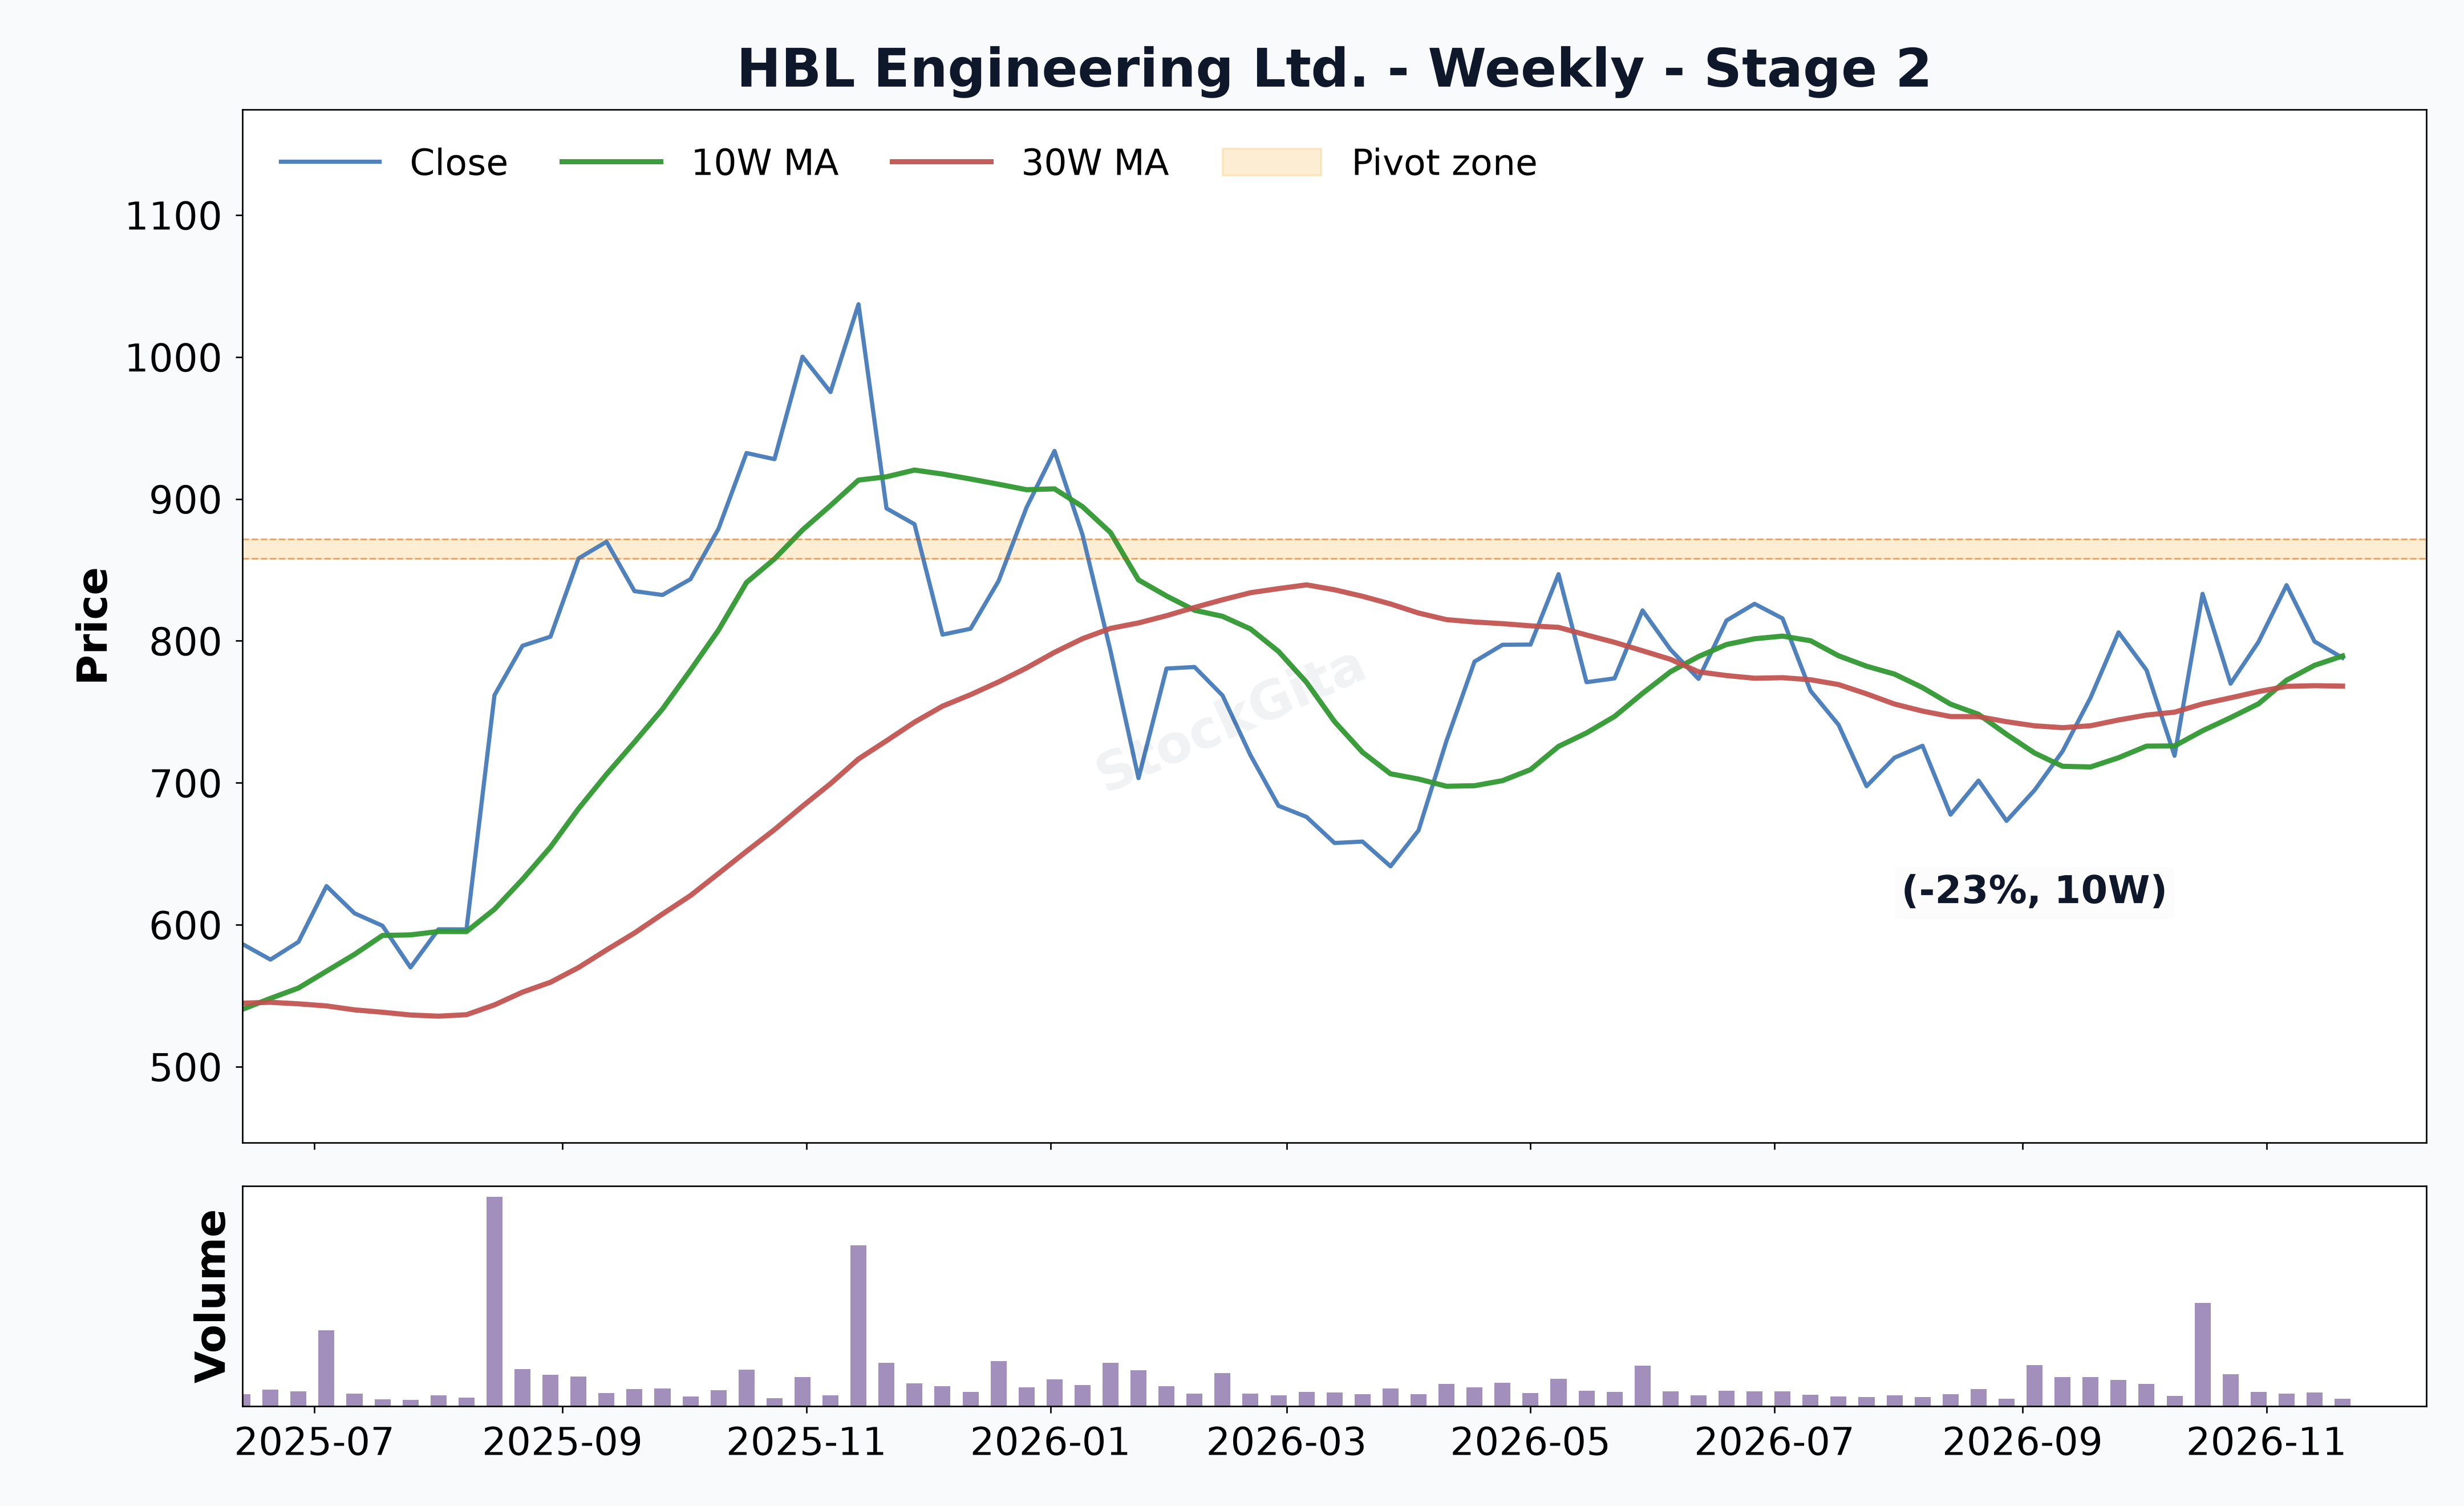 HBL Engineering Ltd. - Weekly - Stage 2
Close 10W MA 30W MA Pivot zone
1100
1000
900
800
700
600
500
Price
StockGita
(-23%, 10W)
Volume
2025-07 2025-09 2025-11 2026-01 2026-03 2026-05 2026-07 2026-09 2026-11